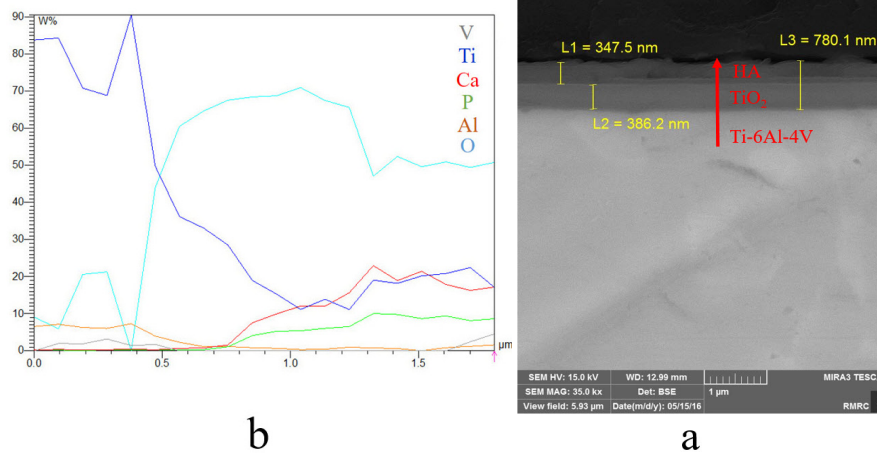 W%
90
80
70
60
50
40
30
20
10
0
0.0
0.5
1.0
1.5
µm
V
Ti
Ca
P
Al
O
b
L1 = 347.5 nm
L3 = 780.1 nm
HA
TiO₂
L2 = 386.2 nm
Ti-6Al-4V
SEM HV: 15.0 kV
WD: 12.99 mm
MIRA3 TESC
SEM MAG: 35.0 kx
Det: BSE
1 µm
View field: 5.93 µm
Date(m/d/y): 05/15/16
RMRC
a